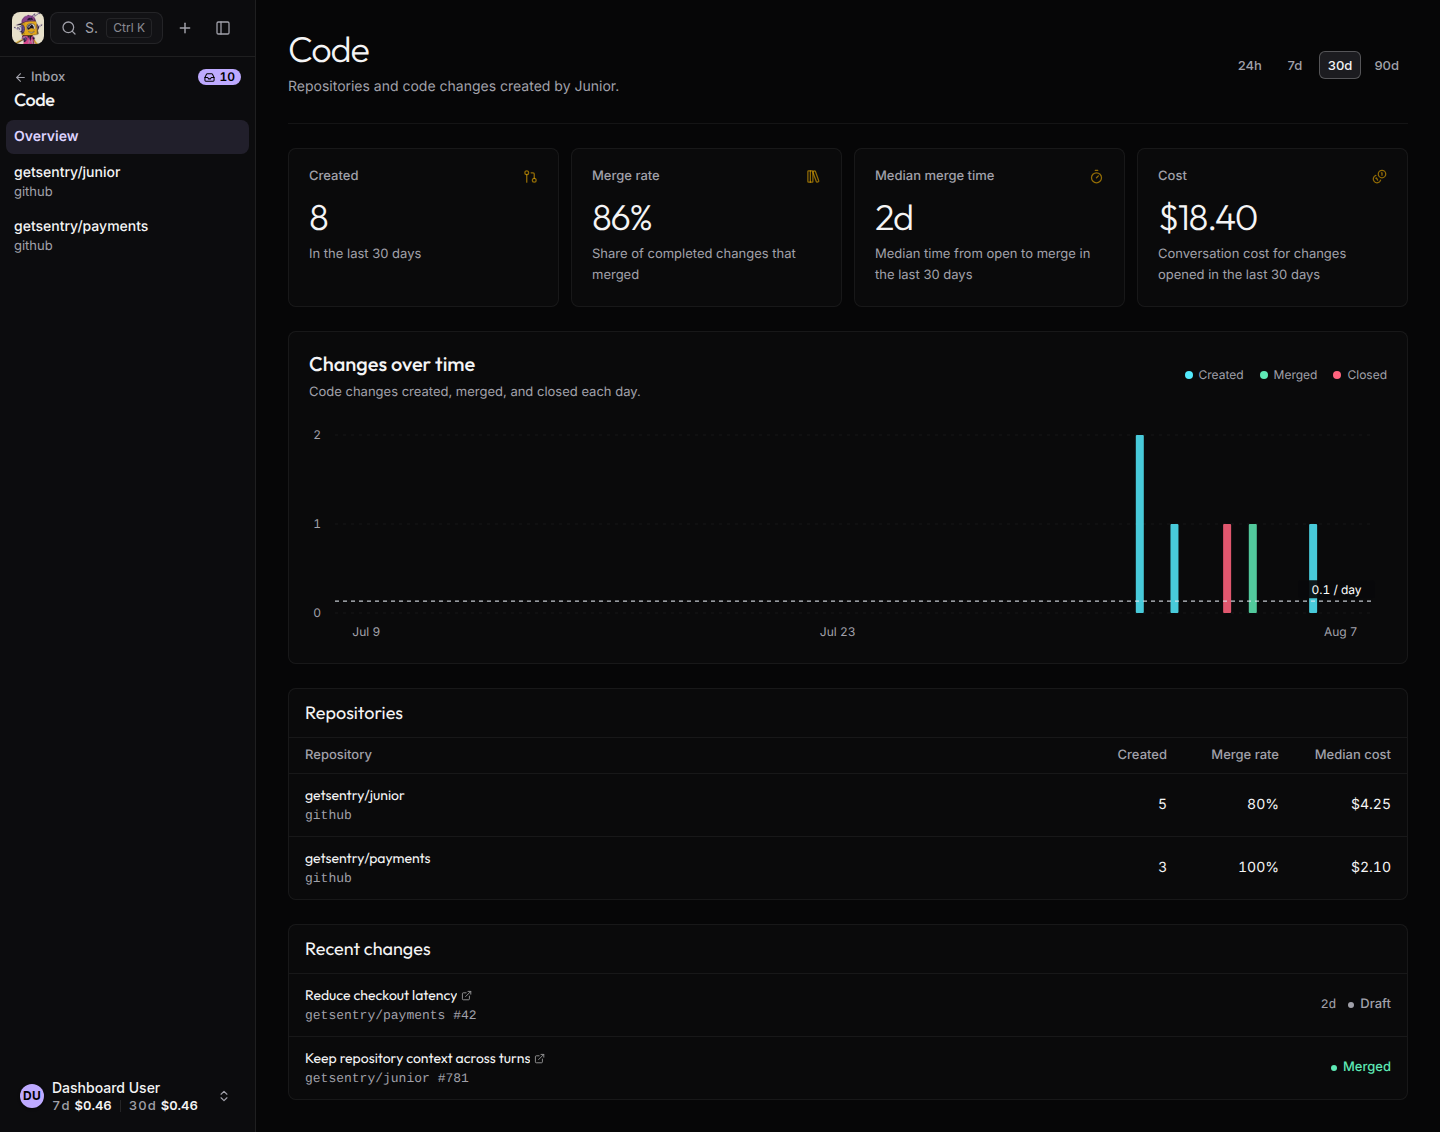 S. Ctrl K
Inbox 10
Code
Overview
getsentry/junior
github
getsentry/payments
github
DU
Dashboard User
7d $0.46 30d $0.46
Code
Repositories and code changes created by Junior.
24h 7d 30d 90d
Created
8
In the last 30 days
Merge rate
86%
Share of completed changes that
merged
Median merge time
2d
Median time from open to merge in
the last 30 days
Cost
$18.40
Conversation cost for changes
opened in the last 30 days
Changes over time
Code changes created, merged, and closed each day.
Created Merged Closed
2
1
0
0.1 / day
Jul 9 Jul 23 Aug 7
Repositories
Repository Created Merge rate Median cost
getsentry/junior
github
5 80% $4.25
getsentry/payments
github
3 100% $2.10
Recent changes
Reduce checkout latency
getsentry/payments #42
2d Draft
Keep repository context across turns
getsentry/junior #781
Merged